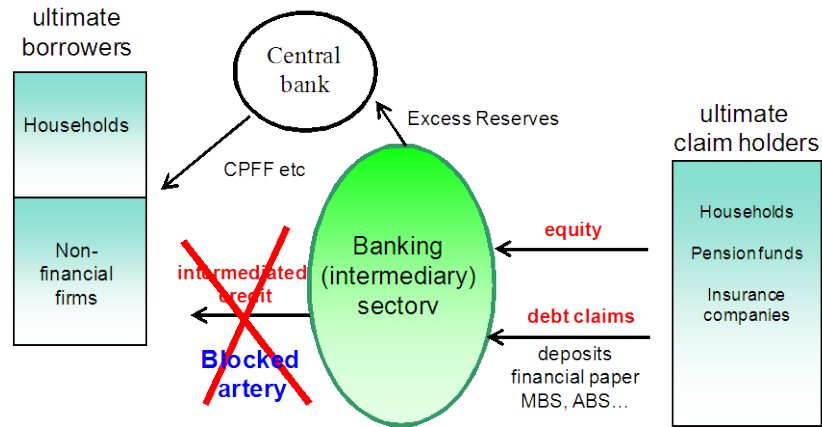 ultimate
borrowers
Households
Non-
financial
firms
Central
bank
Excess Reserves
CPFF etc
intermediated
credit
Blocked
artery
Banking
(intermediary)
sectorv
equity
debt claims
deposits
financial paper
MBS, ABS…
ultimate
claim holders
Households
Pension funds
Insurance
companies